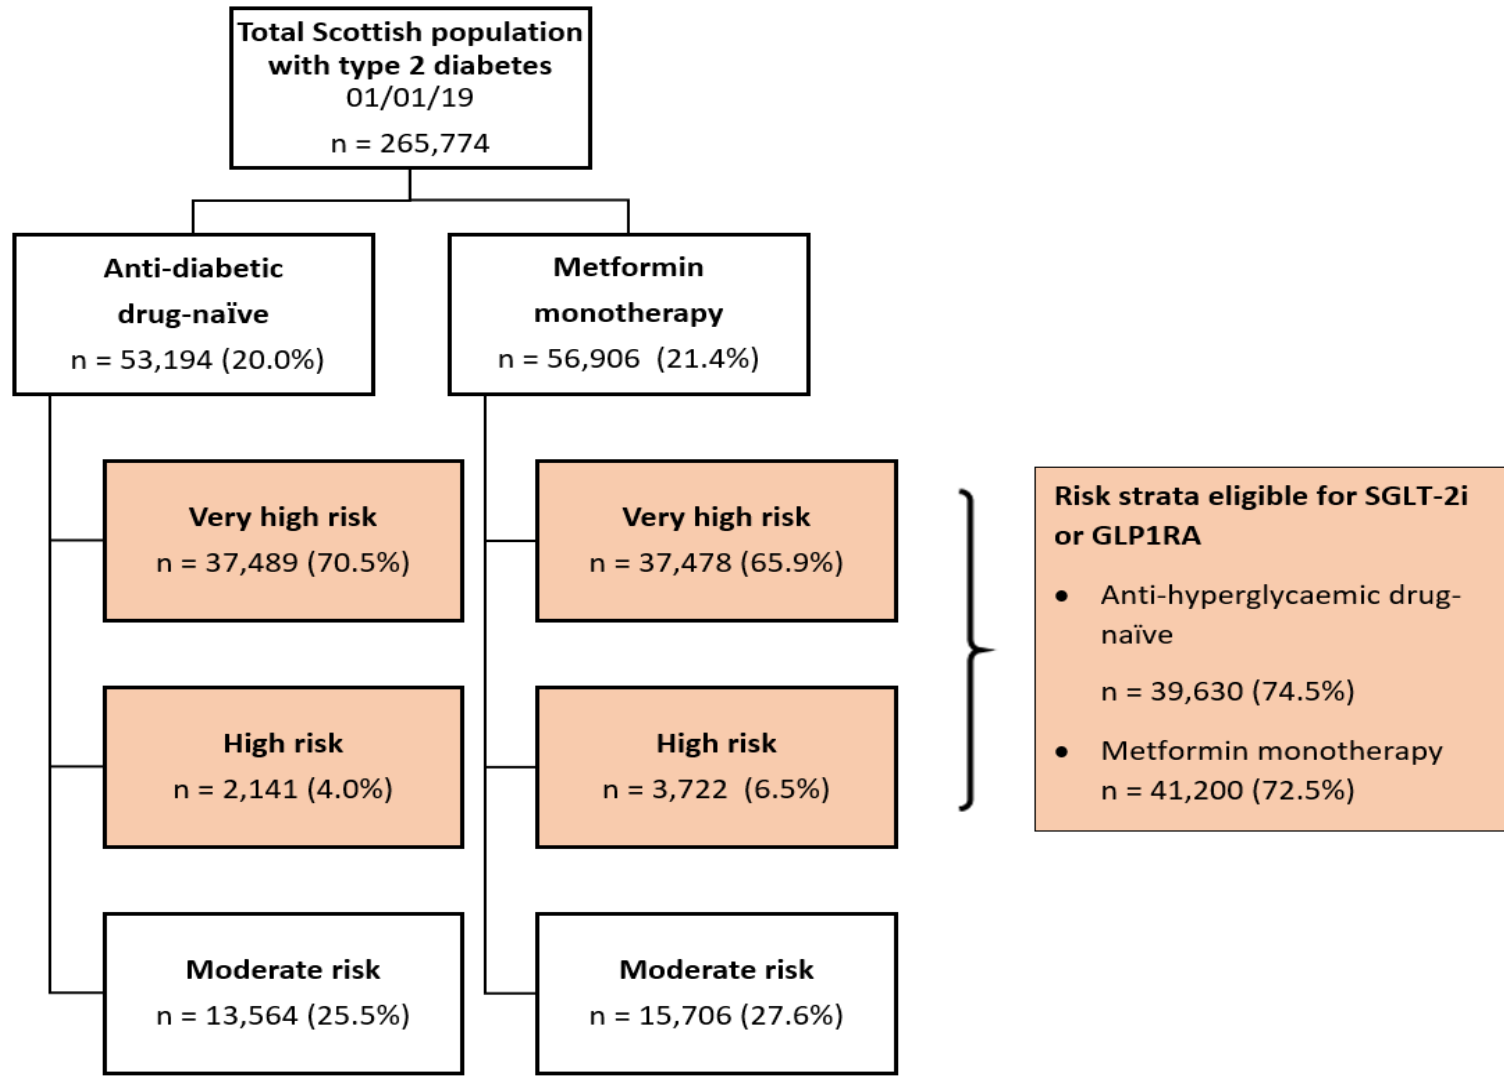 Total Scottish population
with type 2 diabetes
01/01/19
n = 265,774
Anti-diabetic
drug-naïve
n = 53,194 (20.0%)
Metformin
monotherapy
n = 56,906  (21.4%)
Very high risk
n = 37,489 (70.5%)
Very high risk
n = 37,478 (65.9%)
High risk
n = 2,141 (4.0%)
High risk
n = 3,722  (6.5%)
Moderate risk
n = 13,564 (25.5%)
Moderate risk
n = 15,706 (27.6%)
Risk strata eligible for SGLT-2i
or GLP1RA
• Anti-hyperglycaemic drug-
naïve
n = 39,630 (74.5%)
• Metformin monotherapy
n = 41,200 (72.5%)